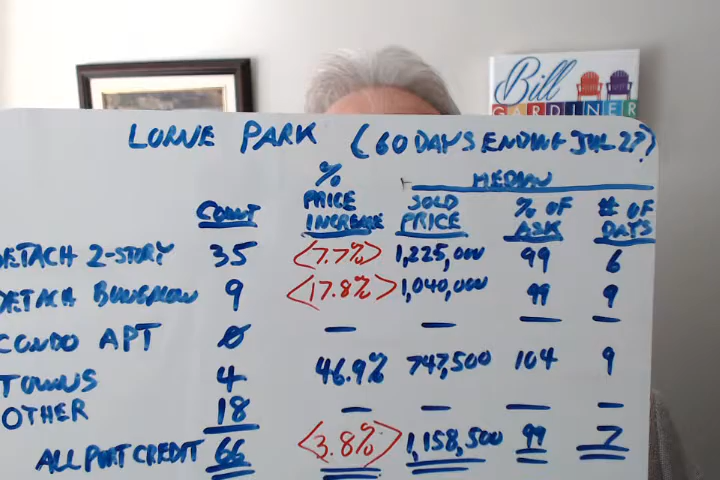 Bill
GARDINER
LORNE PARK (60 DAYS ENDING JUL 27)
% MEDIAN
PRICE SOLD % OF # OF
COUNT INCREASE PRICE ASK DAYS
DETACH 2-STORY 35 <7.7%> 1,225,000 99 6
DETACH BUNGALOW 9 <17.8%> 1,040,000 99 9
CONDO APT 0 — — — —
TOWNS 4 46.9% 747,500 104 9
OTHER 18 — — — —
ALL PORT CREDIT 66 <3.8%> 1,158,500 99 7